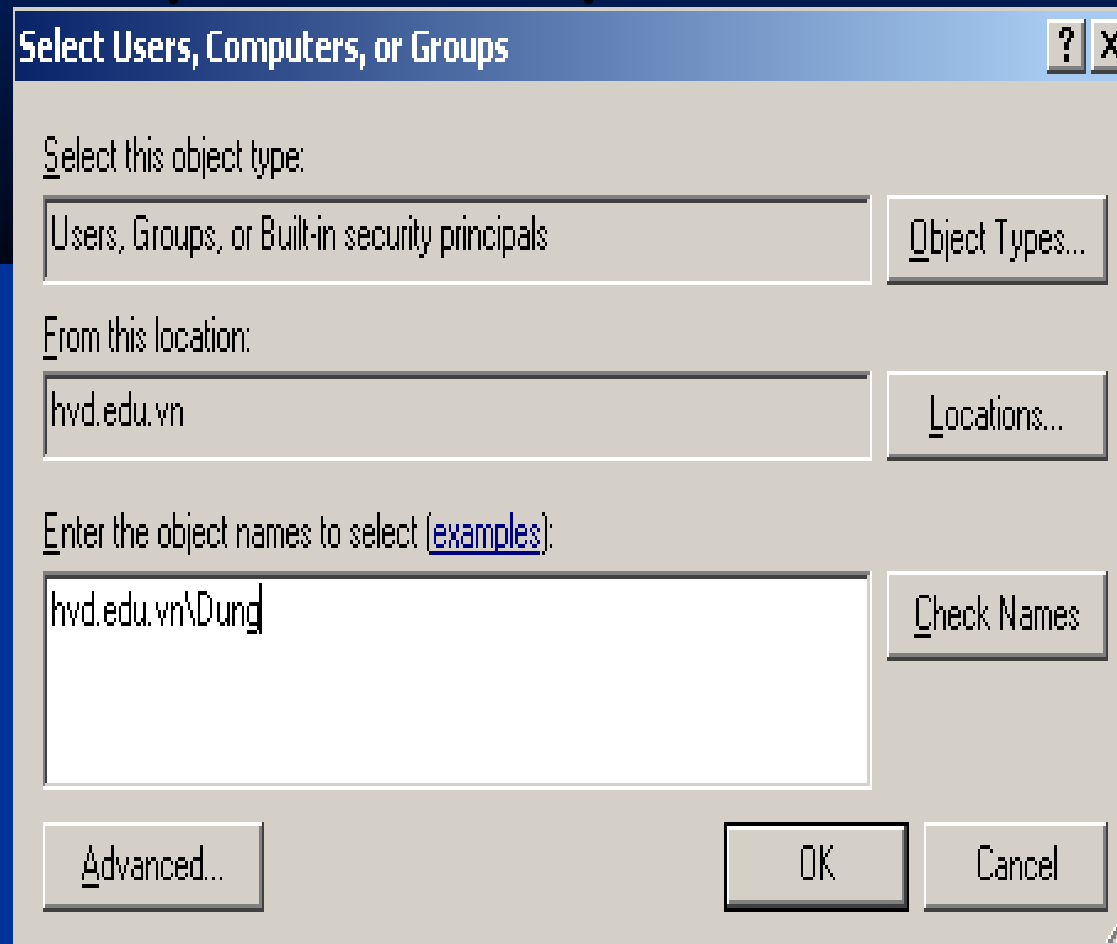 Select Users, Computers, or Groups
? X
Select this object type:
Users, Groups, or Built-in security principals
Object Types...
From this location:
hvd.edu.vn
Locations...
Enter the object names to select (examples):
hvd.edu.vn\Dung
Check Names
Advanced...
OK
Cancel